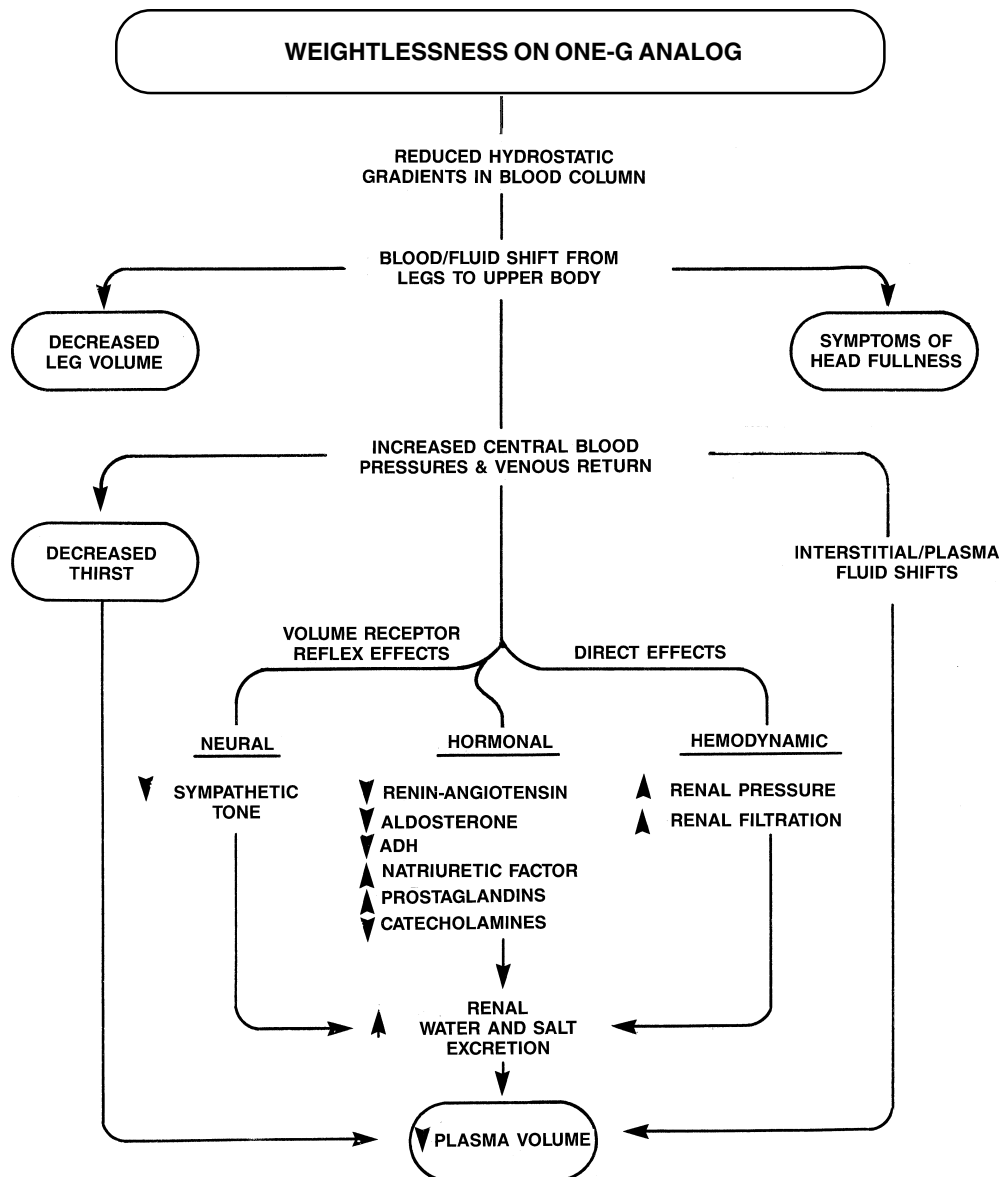 WEIGHTLESSNESS ON ONE-G ANALOG
REDUCED HYDROSTATIC
GRADIENTS IN BLOOD COLUMN
BLOOD/FLUID SHIFT FROM
LEGS TO UPPER BODY
DECREASED
LEG VOLUME
SYMPTOMS OF
HEAD FULLNESS
INCREASED CENTRAL BLOOD
PRESSURES & VENOUS RETURN
DECREASED
THIRST
INTERSTITIAL/PLASMA
FLUID SHIFTS
VOLUME RECEPTOR
REFLEX EFFECTS
DIRECT EFFECTS
NEURAL
SYMPATHETIC
TONE
HORMONAL
RENIN-ANGIOTENSIN
ALDOSTERONE
ADH
NATRIURETIC FACTOR
PROSTAGLANDINS
CATECHOLAMINES
HEMODYNAMIC
RENAL PRESSURE
RENAL FILTRATION
RENAL
WATER AND SALT
EXCRETION
PLASMA VOLUME